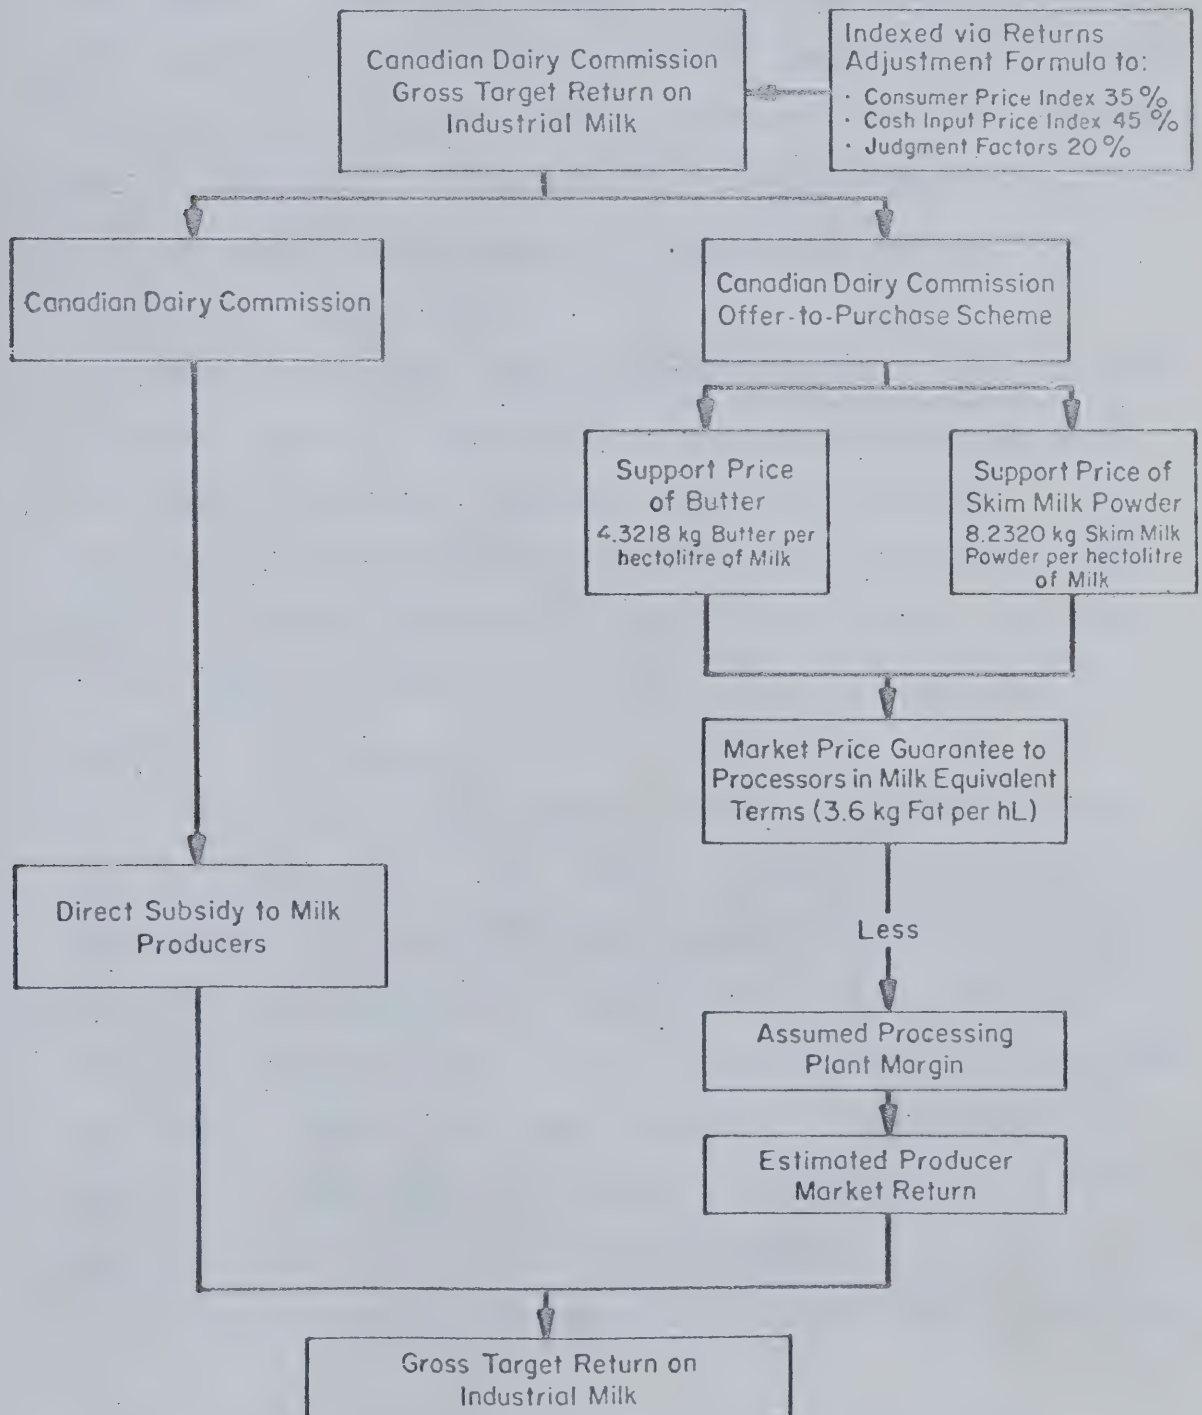 Canadian Dairy Commission
Gross Target Return on
Industrial Milk
Indexed via Returns
Adjustment Formula to:
· Consumer Price Index 35%
· Cash Input Price Index 45%
· Judgment Factors 20%
Canadian Dairy Commission
Canadian Dairy Commission
Offer-to-Purchase Scheme
Support Price
of Butter
4.3218 kg Butter per
hectolitre of Milk
Support Price of
Skim Milk Powder
8.2320 kg Skim Milk
Powder per hectolitre
of Milk
Market Price Guarantee to
Processors in Milk Equivalent
Terms (3.6 kg Fat per hL)
Direct Subsidy to Milk
Producers
Less
Assumed Processing
Plant Margin
Estimated Producer
Market Return
Gross Target Return on
Industrial Milk